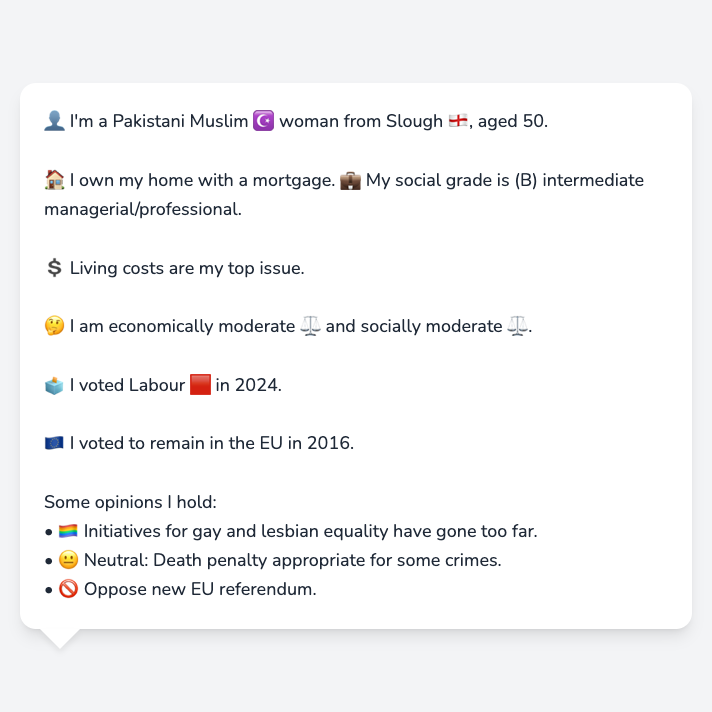 👤 I'm a Pakistani Muslim ☪️ woman from Slough 🏴󠁧󠁢󠁥󠁮󠁧󠁿, aged 50.
🏠 I own my home with a mortgage. 💼 My social grade is (B) intermediate
managerial/professional.
💲 Living costs are my top issue.
🤔 I am economically moderate ⚖️ and socially moderate ⚖️.
🗳️ I voted Labour 🟥 in 2024.
🇪🇺 I voted to remain in the EU in 2016.
Some opinions I hold:
• 🏳️‍🌈 Initiatives for gay and lesbian equality have gone too far.
• 😐 Neutral: Death penalty appropriate for some crimes.
• 🚫 Oppose new EU referendum.